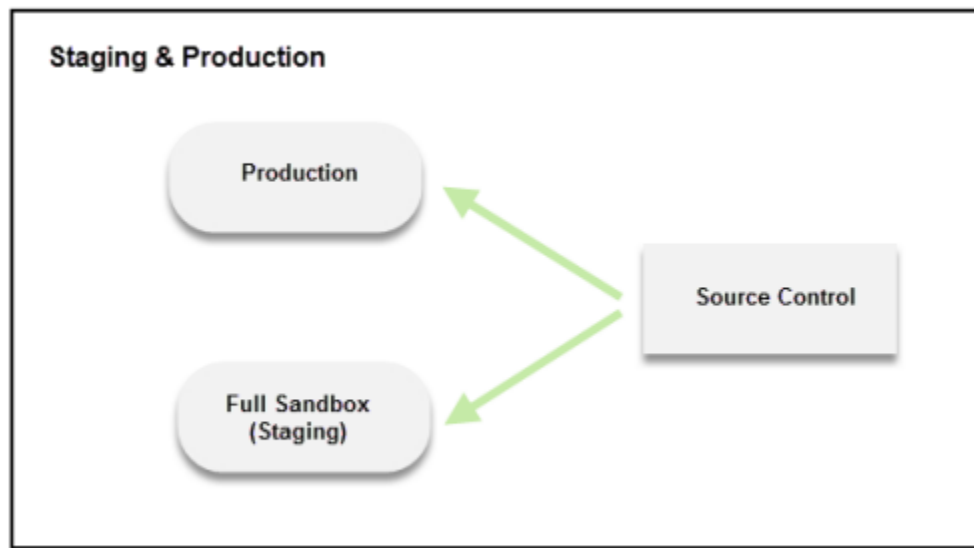 Staging & Production
Production
Source Control
Full Sandbox
(Staging)